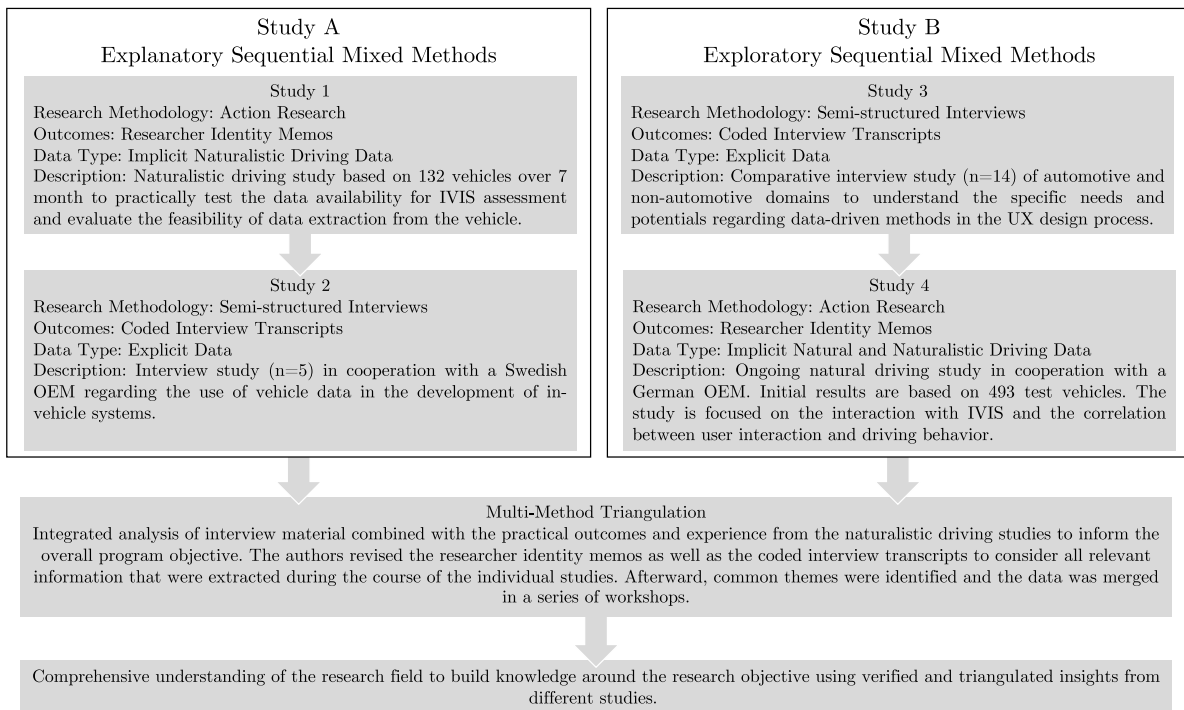 Study A
Explanatory Sequential Mixed Methods
Study 1
Research Methodology: Action Research
Outcomes: Researcher Identity Memos
Data Type: Implicit Naturalistic Driving Data
Description: Naturalistic driving study based on 132 vehicles over 7
month to practically test the data availability for IVIS assessment
and evaluate the feasibility of data extraction from the vehicle.
Study 2
Research Methodology: Semi-structured Interviews
Outcomes: Coded Interview Transcripts
Data Type: Explicit Data
Description: Interview study (n=5) in cooperation with a Swedish
OEM regarding the use of vehicle data in the development of in-
vehicle systems.
Study B
Exploratory Sequential Mixed Methods
Study 3
Research Methodology: Semi-structured Interviews
Outcomes: Coded Interview Transcripts
Data Type: Explicit Data
Description: Comparative interview study (n=14) of automotive and
non-automotive domains to understand the specific needs and
potentials regarding data-driven methods in the UX design process.
Study 4
Research Methodology: Action Research
Outcomes: Researcher Identity Memos
Data Type: Implicit Natural and Naturalistic Driving Data
Description: Ongoing natural driving study in cooperation with a
German OEM. Initial results are based on 493 test vehicles. The
study is focused on the interaction with IVIS and the correlation
between user interaction and driving behavior.
Multi-Method Triangulation
Integrated analysis of interview material combined with the practical outcomes and experience from the naturalistic driving studies to inform the
overall program objective. The authors revised the researcher identity memos as well as the coded interview transcripts to consider all relevant
information that were extracted during the course of the individual studies. Afterward, common themes were identified and the data was merged
in a series of workshops.
Comprehensive understanding of the research field to build knowledge around the research objective using verified and triangulated insights from
different studies.